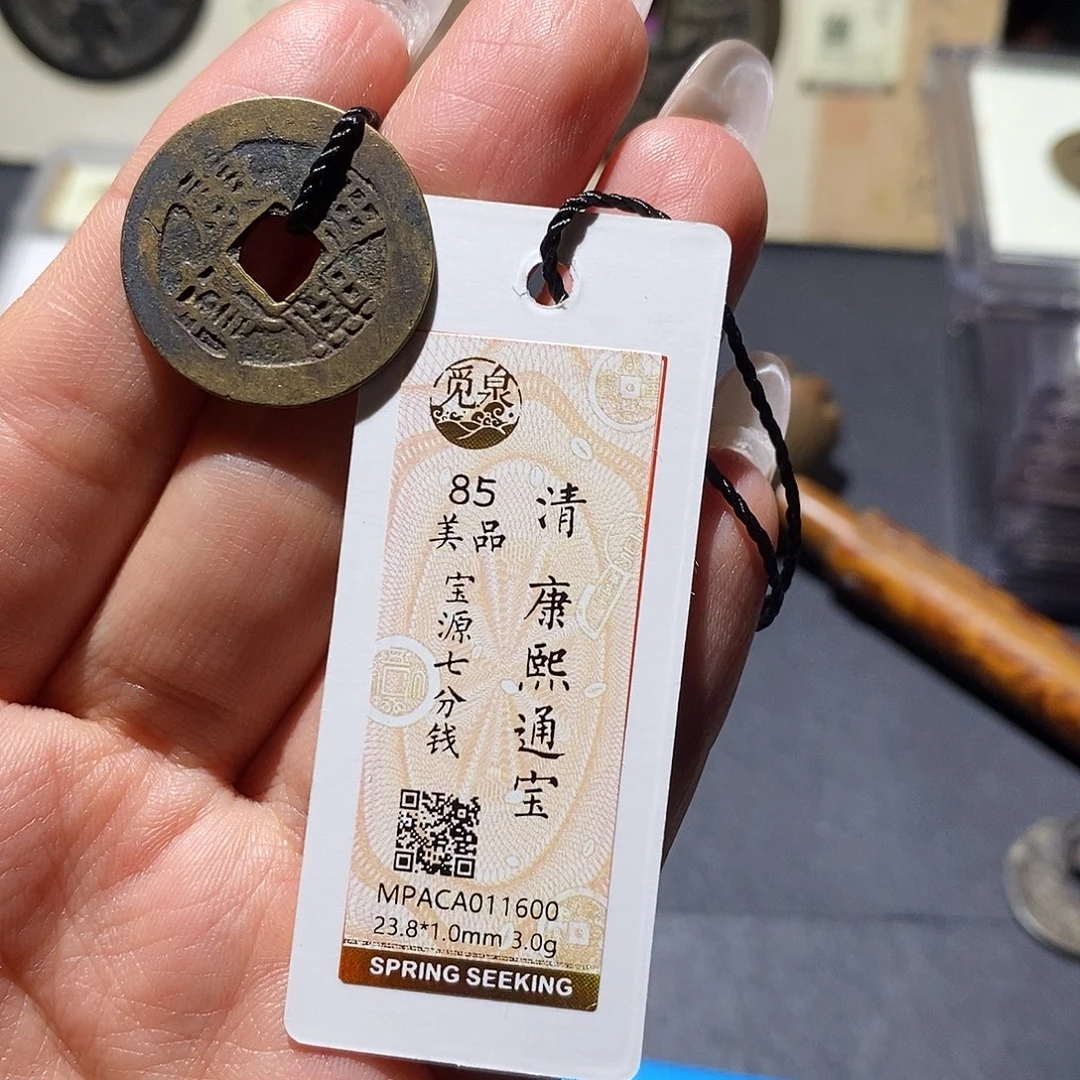 觅泉
清 康熙通宝
85
美品
宝源七分钱
MPACA011600
23.8*1.0mm 3.0g
SPRING SEEKING